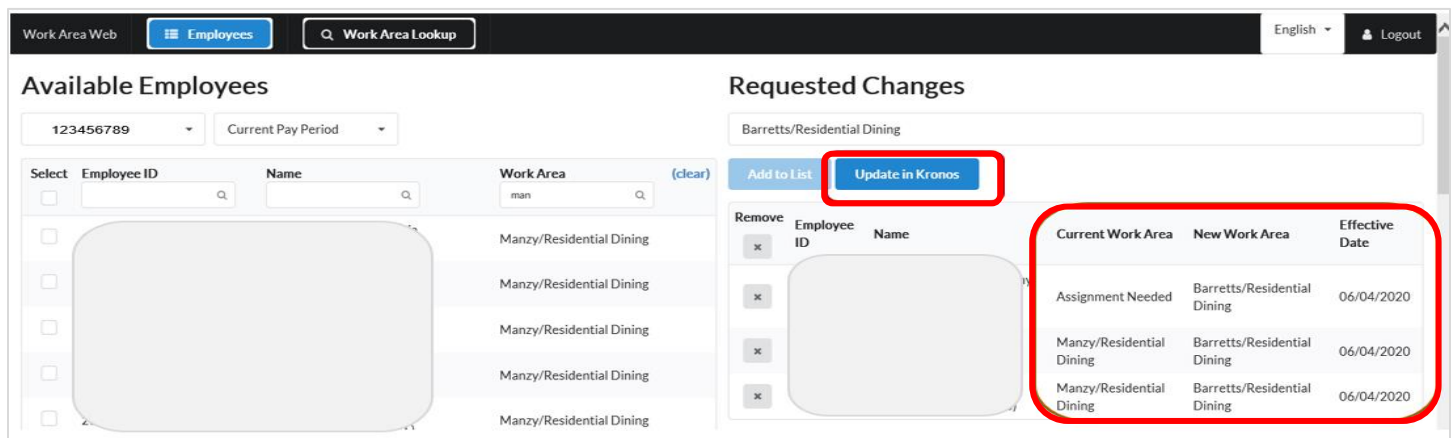 Work Area Web Employees Work Area Lookup English Logout
Available Employees
123456789 Current Pay Period
Select Employee ID Name Work Area (clear)
man
Manzy/Residential Dining
Manzy/Residential Dining
Manzy/Residential Dining
Manzy/Residential Dining
Manzy/Residential Dining
Requested Changes
Barretts/Residential Dining
Add to List Update in Kronos
Remove Employee ID Name Current Work Area New Work Area Effective Date
Assignment Needed Barretts/Residential Dining 06/04/2020
Manzy/Residential Dining Barretts/Residential Dining 06/04/2020
Manzy/Residential Dining Barretts/Residential Dining 06/04/2020